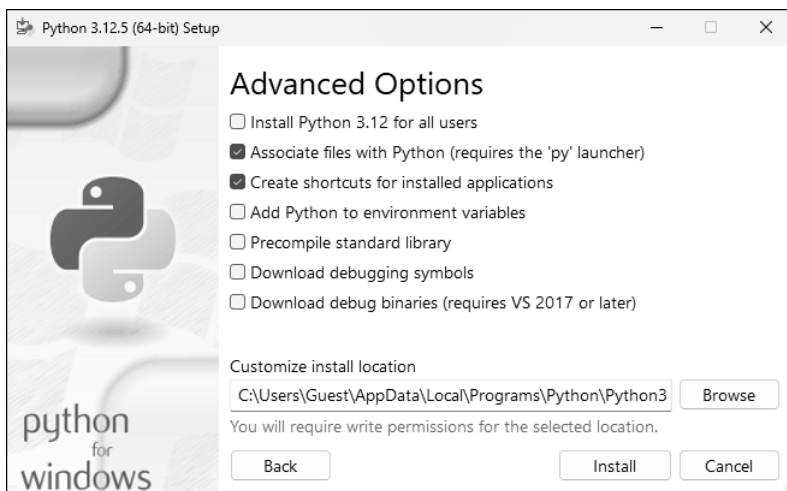 Python 3.12.5 (64-bit) Setup
Advanced Options
Install Python 3.12 for all users
Associate files with Python (requires the 'py' launcher)
Create shortcuts for installed applications
Add Python to environment variables
Precompile standard library
Download debugging symbols
Download debug binaries (requires VS 2017 or later)
Customize install location
C:\Users\Guest\AppData\Local\Programs\Python\Python3
Browse
You will require write permissions for the selected location.
python
for
windows
Back
Install
Cancel